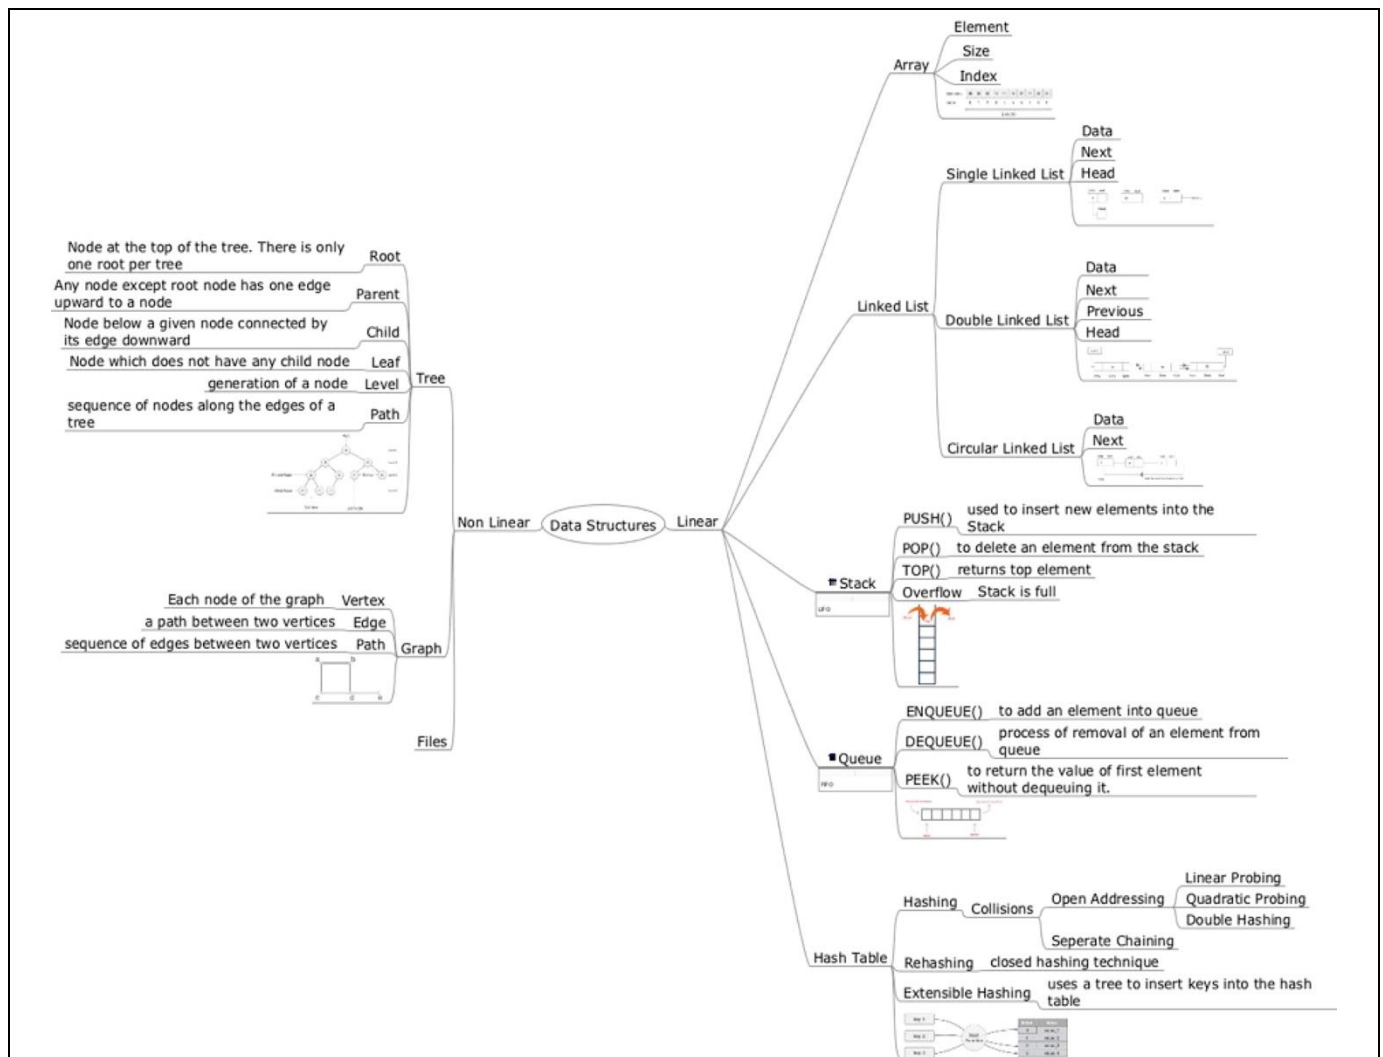 Data Structures
Linear
Array
Element
Size
Index
Linked List
Single Linked List
Data
Next
Head
Double Linked List
Data
Next
Previous
Head
Circular Linked List
Data
Next
Stack
LIFO
PUSH()
used to insert new elements into the
Stack
POP()
to delete an element from the stack
TOP()
returns top element
Overflow
Stack is full
Queue
FIFO
ENQUEUE()
to add an element into queue
DEQUEUE()
process of removal of an element from
queue
PEEK()
to return the value of first element
without dequeuing it.
Hash Table
Hashing
Collisions
Open Addressing
Linear Probing
Quadratic Probing
Double Hashing
Seperate Chaining
Rehashing
closed hashing technique
Extensible Hashing
uses a tree to insert keys into the hash
table
Non Linear
Tree
Root
Node at the top of the tree. There is only
one root per tree
Parent
Any node except root node has one edge
upward to a node
Child
Node below a given node connected by
its edge downward
Leaf
Node which does not have any child node
Level
generation of a node
Path
sequence of nodes along the edges of a
tree
Graph
Vertex
Each node of the graph
Edge
a path between two vertices
Path
sequence of edges between two vertices
a
b
c
d
e
Files